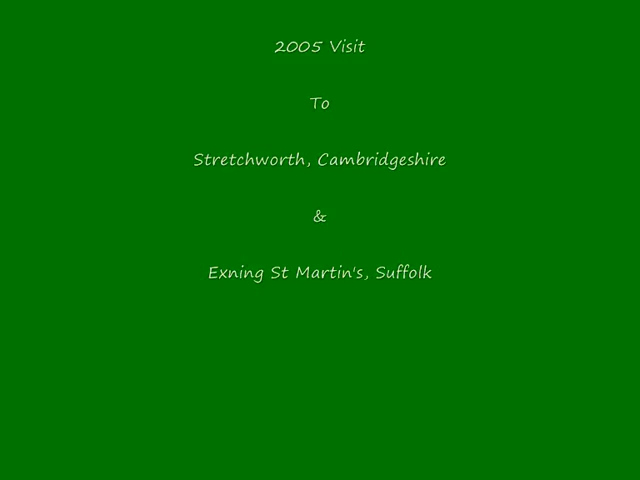 2005 Visit
To
Stretchworth, Cambridgeshire
&
Exning St Martin's, Suffolk